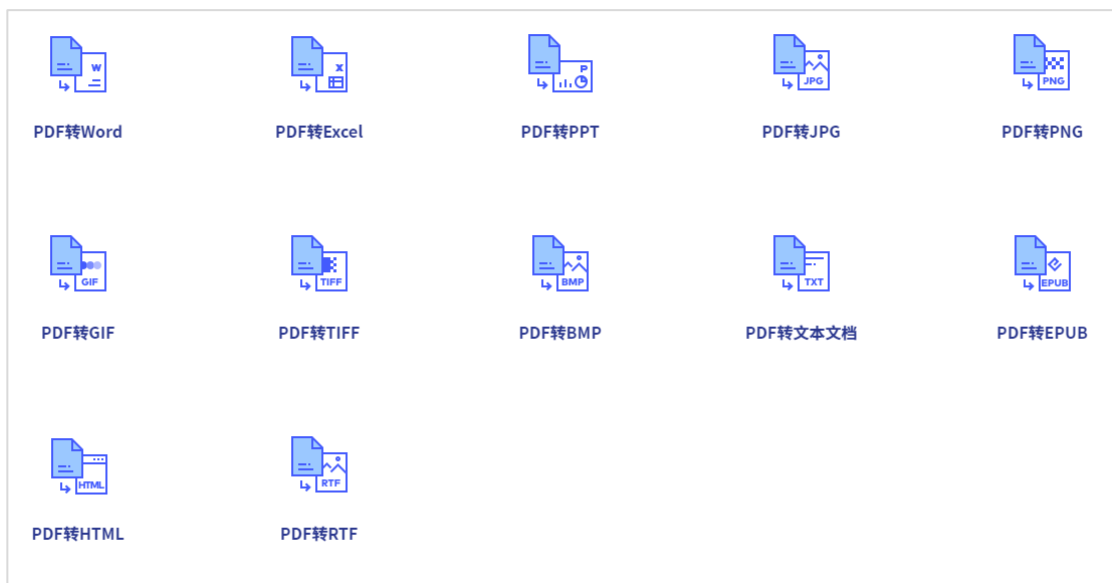 W
X
P
JPG
PNG
PDF转Word
PDF转Excel
PDF转PPT
PDF转JPG
PDF转PNG
GIF
TIFF
BMP
TXT
EPUB
PDF转GIF
PDF转TIFF
PDF转BMP
PDF转文本文档
PDF转EPUB
HTML
RTF
PDF转HTML
PDF转RTF